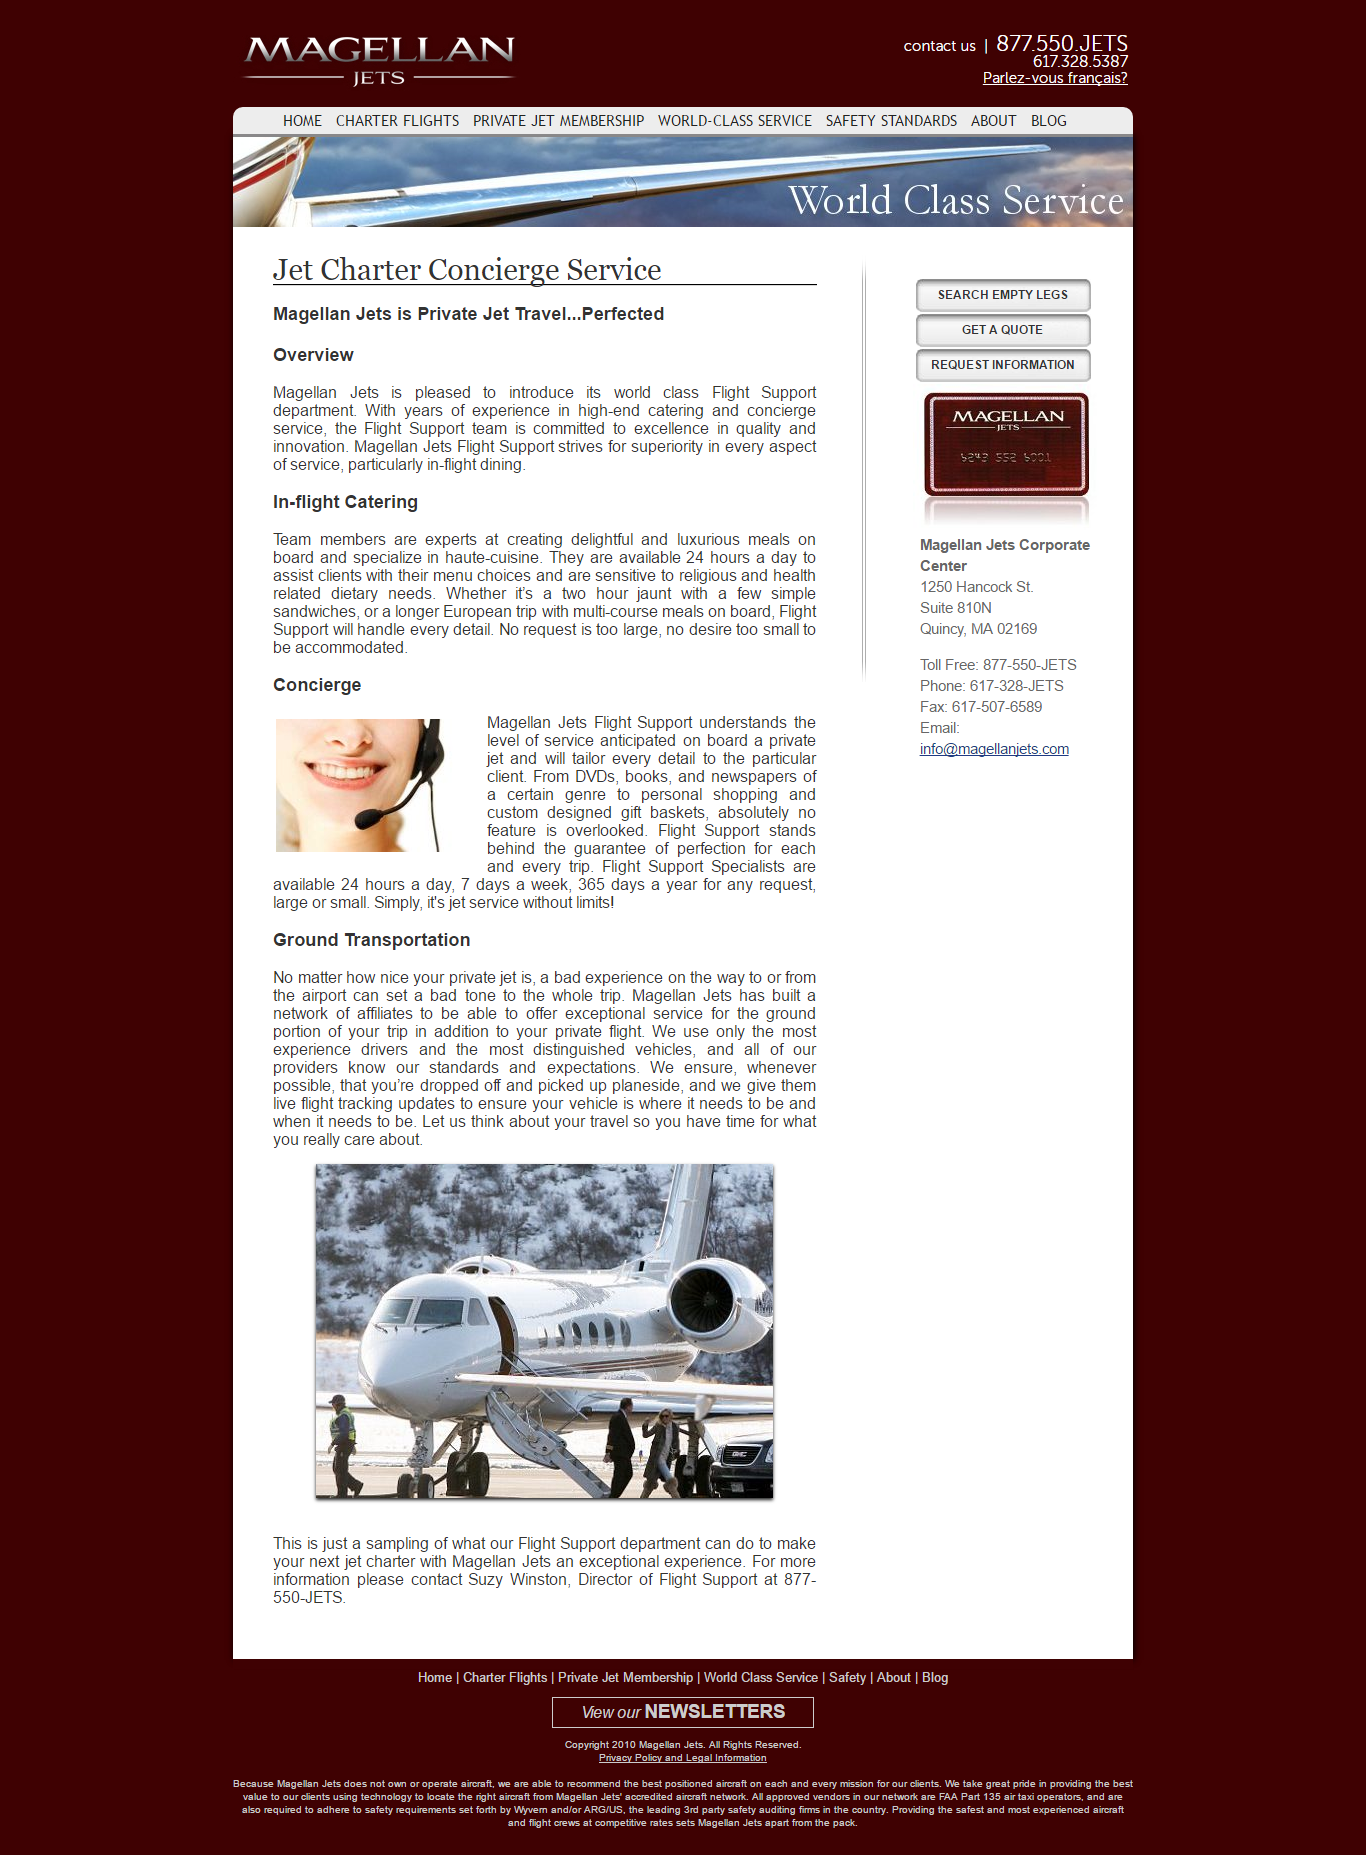 MAGELLAN
JETS
contact us | 877.550.JETS
617.328.5387
Parlez-vous français?
HOME CHARTER FLIGHTS PRIVATE JET MEMBERSHIP WORLD-CLASS SERVICE SAFETY STANDARDS ABOUT BLOG
World Class Service
Jet Charter Concierge Service
Magellan Jets is Private Jet Travel...Perfected
Overview
Magellan Jets is pleased to introduce its world class Flight Support
department. With years of experience in high-end catering and concierge
service, the Flight Support team is committed to excellence in quality and
innovation. Magellan Jets Flight Support strives for superiority in every aspect
of service, particularly in-flight dining.
In-flight Catering
Team members are experts at creating delightful and luxurious meals on
board and specialize in haute-cuisine. They are available 24 hours a day to
assist clients with their menu choices and are sensitive to religious and health
related dietary needs. Whether it’s a two hour jaunt with a few simple
sandwiches, or a longer European trip with multi-course meals on board, Flight
Support will handle every detail. No request is too large, no desire too small to
be accommodated.
Concierge
Magellan Jets Flight Support understands the
level of service anticipated on board a private
jet and will tailor every detail to the particular
client. From DVDs, books, and newspapers of
a certain genre to personal shopping and
custom designed gift baskets, absolutely no
feature is overlooked. Flight Support stands
behind the guarantee of perfection for each
and every trip. Flight Support Specialists are
available 24 hours a day, 7 days a week, 365 days a year for any request,
large or small. Simply, it's jet service without limits!
Ground Transportation
No matter how nice your private jet is, a bad experience on the way to or from
the airport can set a bad tone to the whole trip. Magellan Jets has built a
network of affiliates to be able to offer exceptional service for the ground
portion of your trip in addition to your private flight. We use only the most
experience drivers and the most distinguished vehicles, and all of our
providers know our standards and expectations. We ensure, whenever
possible, that you’re dropped off and picked up planeside, and we give them
live flight tracking updates to ensure your vehicle is where it needs to be and
when it needs to be. Let us think about your travel so you have time for what
you really care about.
GMC
This is just a sampling of what our Flight Support department can do to make
your next jet charter with Magellan Jets an exceptional experience. For more
information please contact Suzy Winston, Director of Flight Support at 877-
550-JETS.
SEARCH EMPTY LEGS
GET A QUOTE
REQUEST INFORMATION
MAGELLAN
JETS
Magellan Jets Corporate
Center
1250 Hancock St.
Suite 810N
Quincy, MA 02169
Toll Free: 877-550-JETS
Phone: 617-328-JETS
Fax: 617-507-6589
Email:
info@magellanjets.com
Home | Charter Flights | Private Jet Membership | World Class Service | Safety | About | Blog
View our NEWSLETTERS
Copyright 2010 Magellan Jets. All Rights Reserved.
Privacy Policy and Legal Information
Because Magellan Jets does not own or operate aircraft, we are able to recommend the best positioned aircraft on each and every mission for our clients. We take great pride in providing the best
value to our clients using technology to locate the right aircraft from Magellan Jets' accredited aircraft network. All approved vendors in our network are FAA Part 135 air taxi operators, and are
also required to adhere to safety requirements set forth by Wyvern and/or ARG/US, the leading 3rd party safety auditing firms in the country. Providing the safest and most experienced aircraft
and flight crews at competitive rates sets Magellan Jets apart from the pack.